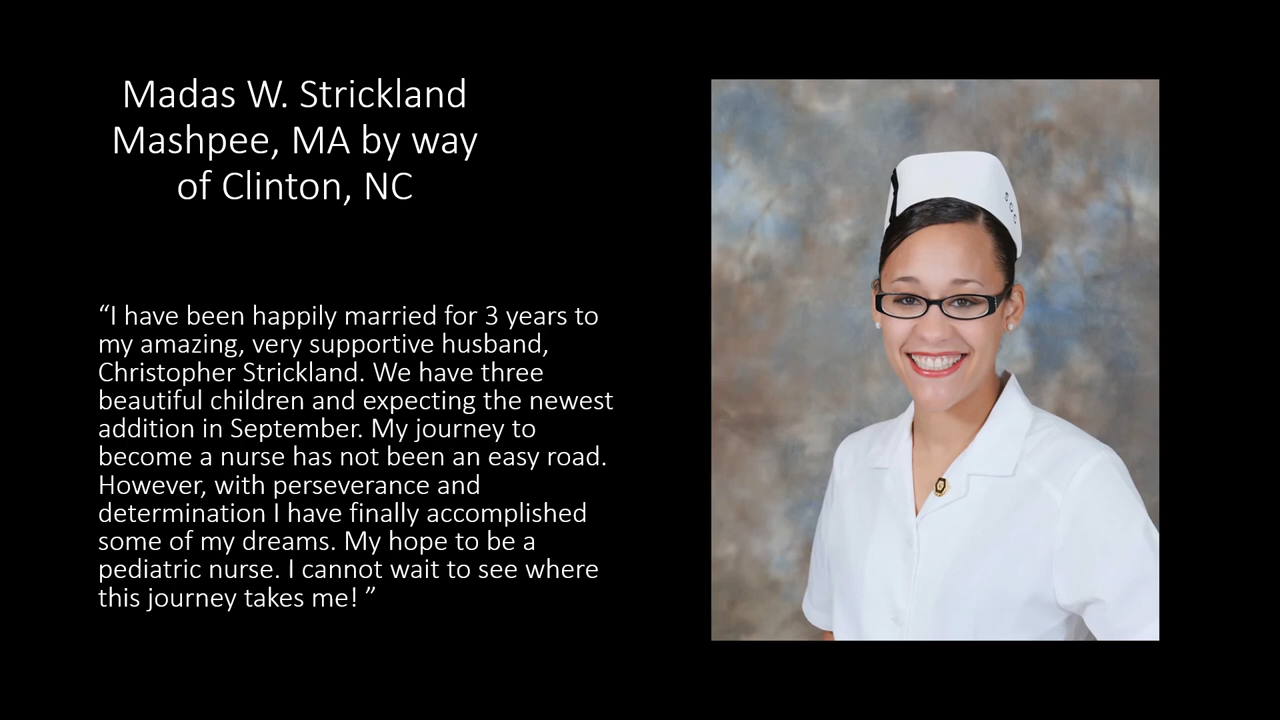 Madas W. Strickland
Mashpee, MA by way
of Clinton, NC
“I have been happily married for 3 years to
my amazing, very supportive husband,
Christopher Strickland. We have three
beautiful children and expecting the newest
addition in September. My journey to
become a nurse has not been an easy road.
However, with perseverance and
determination I have finally accomplished
some of my dreams. My hope to be a
pediatric nurse. I cannot wait to see where
this journey takes me! ”